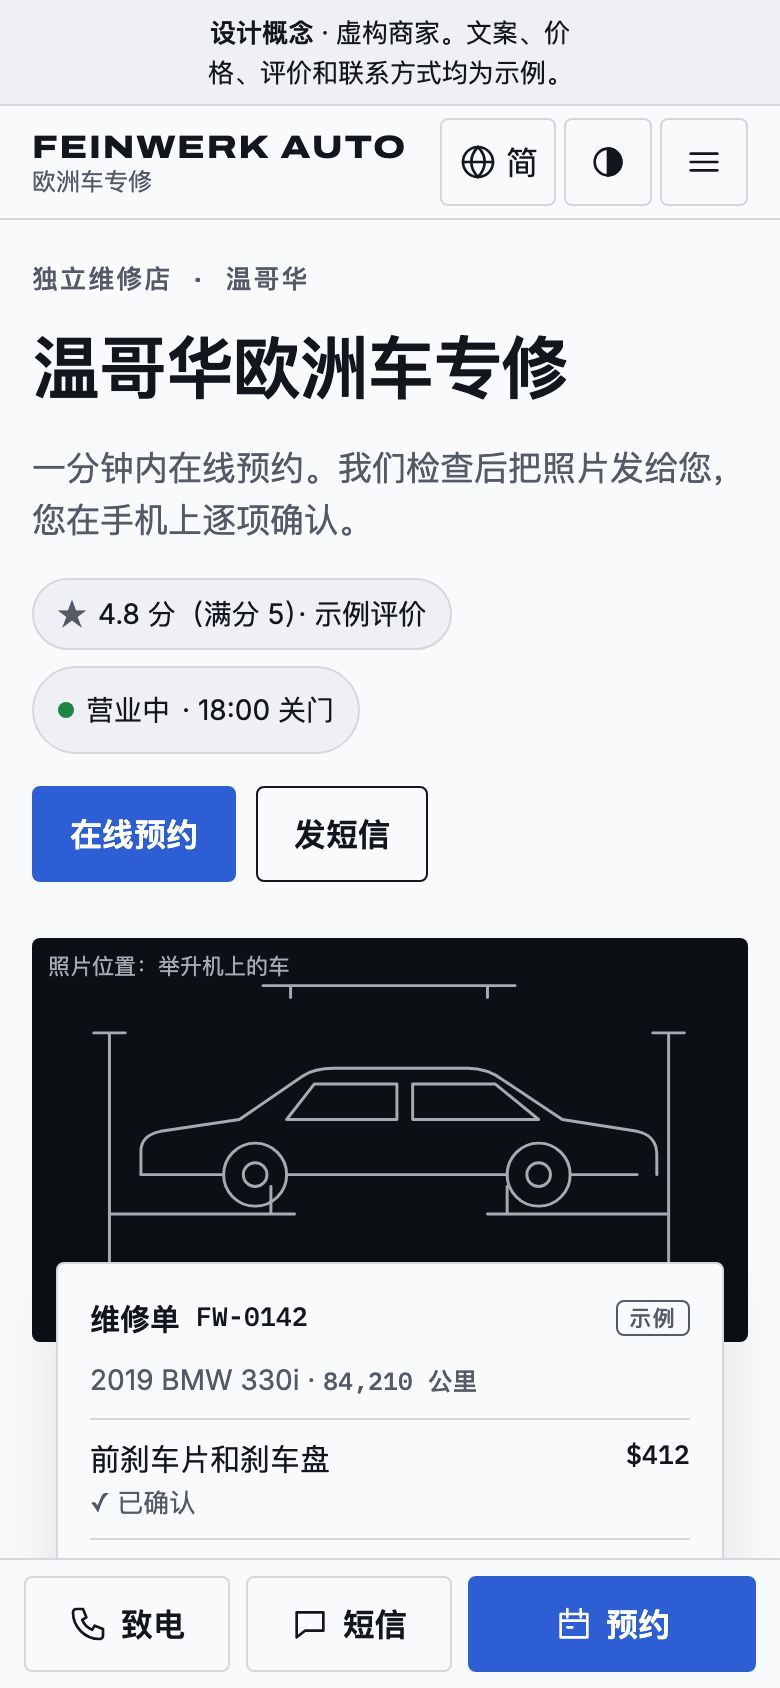 设计概念 · 虚构商家。文案、价
格、评价和联系方式均为示例。
FEINWERK AUTO
欧洲车专修
简
独立维修店 · 温哥华
温哥华欧洲车专修
一分钟内在线预约。我们检查后把照片发给您,
您在手机上逐项确认。
★ 4.8 分（满分 5）· 示例评价
营业中 · 18:00 关门
在线预约
发短信
照片位置：举升机上的车
维修单 FW-0142
示例
2019 BMW 330i · 84,210 公里
前刹车片和刹车盘 $412
✓ 已确认
致电
短信
预约